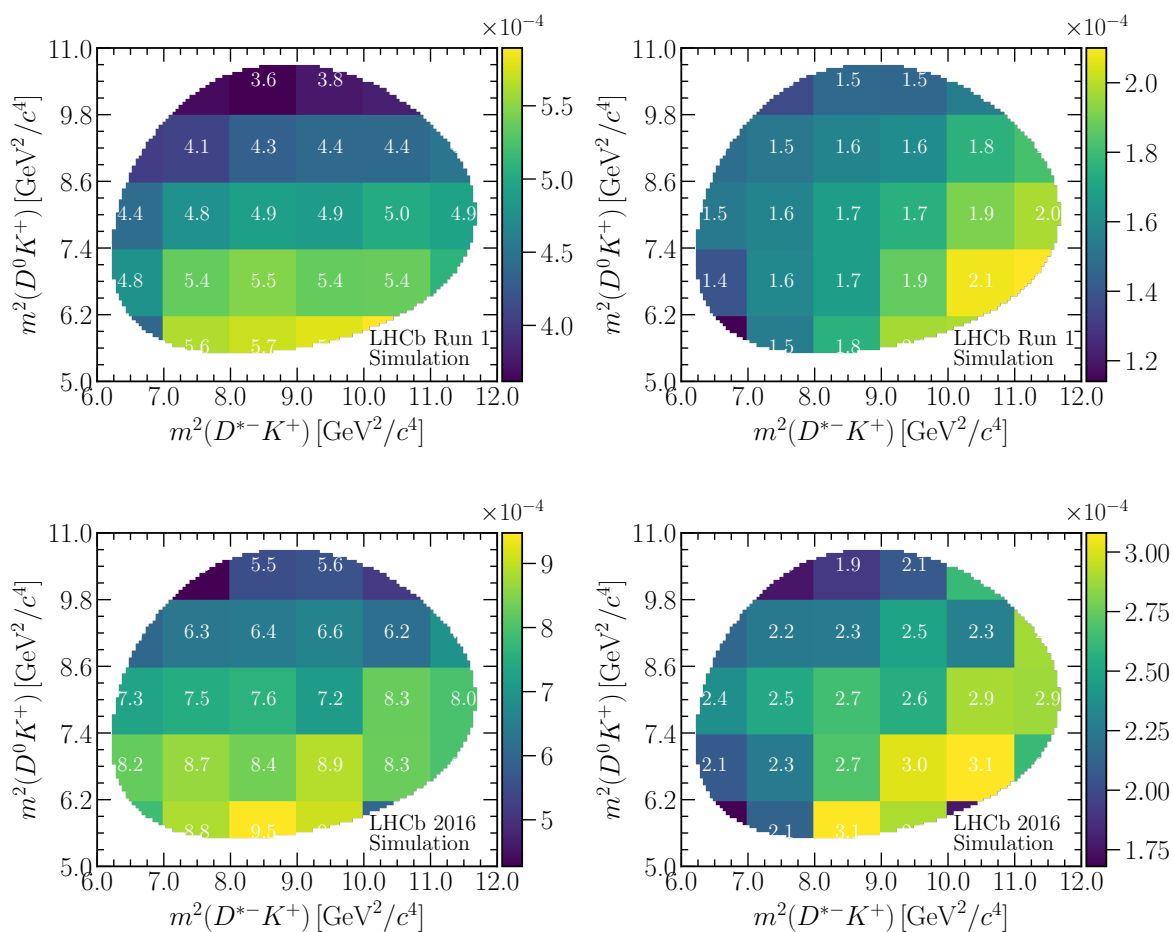 ×10⁻⁴
11.0
3.6 3.8
9.8
4.1 4.3 4.4 4.4
8.6
4.4 4.8 4.9 4.9 5.0 4.9
7.4
4.8 5.4 5.5 5.4 5.4
6.2
5.6 5.7
LHCb Run 1
Simulation
5.0
6.0 7.0 8.0 9.0 10.0 11.0 12.0
m²(D*⁻K⁺) [GeV²/c⁴]
m²(D⁰K⁺) [GeV²/c⁴]
5.5
5.0
4.5
4.0
×10⁻⁴
11.0
1.5 1.5
9.8
1.5 1.6 1.6 1.8
8.6
1.5 1.6 1.7 1.7 1.9 2.0
7.4
1.4 1.6 1.7 1.9 2.1
6.2
1.5 1.8
LHCb Run 1
Simulation
5.0
6.0 7.0 8.0 9.0 10.0 11.0 12.0
m²(D*⁻K⁺) [GeV²/c⁴]
m²(D⁰K⁺) [GeV²/c⁴]
2.0
1.8
1.6
1.4
1.2
×10⁻⁴
11.0
5.5 5.6
9.8
6.3 6.4 6.6 6.2
8.6
7.3 7.5 7.6 7.2 8.3 8.0
7.4
8.2 8.7 8.4 8.9 8.3
6.2
8.8 9.5
LHCb 2016
Simulation
5.0
6.0 7.0 8.0 9.0 10.0 11.0 12.0
m²(D*⁻K⁺) [GeV²/c⁴]
m²(D⁰K⁺) [GeV²/c⁴]
9
8
7
6
5
×10⁻⁴
11.0
1.9 2.1
9.8
2.2 2.3 2.5 2.3
8.6
2.4 2.5 2.7 2.6 2.9 2.9
7.4
2.1 2.3 2.7 3.0 3.1
6.2
2.1 3.1
LHCb 2016
Simulation
5.0
6.0 7.0 8.0 9.0 10.0 11.0 12.0
m²(D*⁻K⁺) [GeV²/c⁴]
m²(D⁰K⁺) [GeV²/c⁴]
3.00
2.75
2.50
2.25
2.00
1.75